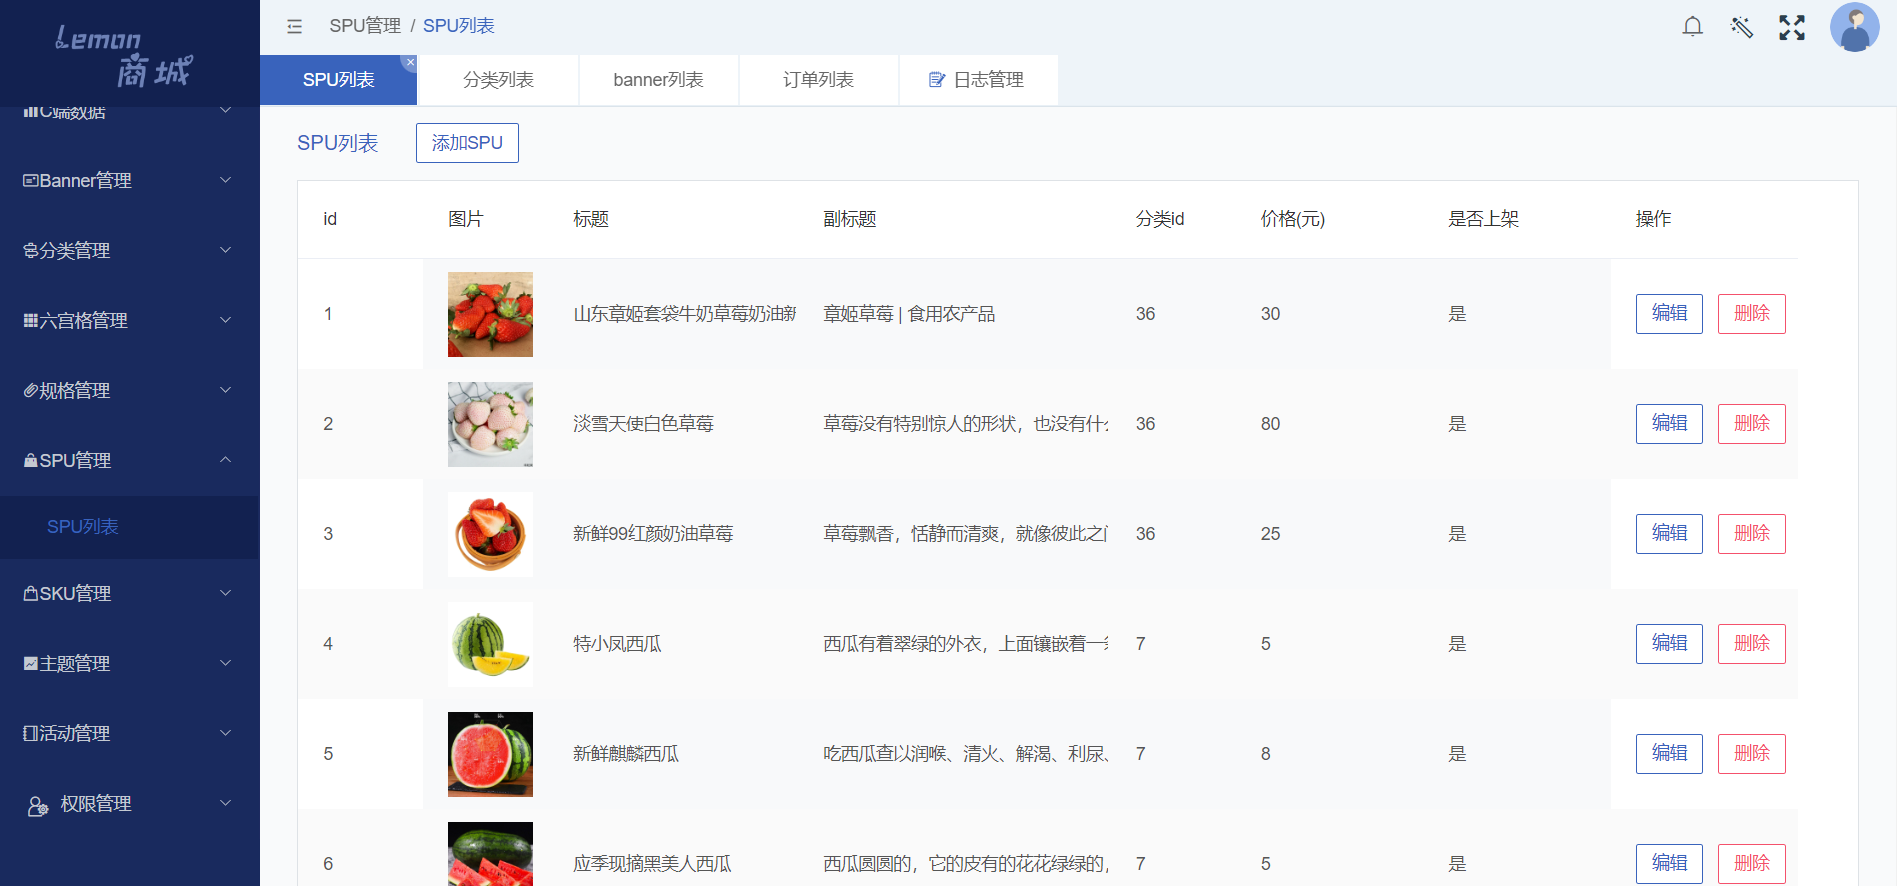 Lemon
商城
C端数据
Banner管理
分类管理
六宫格管理
规格管理
SPU管理
SPU列表
SKU管理
主题管理
活动管理
权限管理
SPU管理 / SPU列表
SPU列表 分类列表 banner列表 订单列表 日志管理
SPU列表 添加SPU
id 图片 标题 副标题 分类id 价格(元) 是否上架 操作
1 山东章姬套袋牛奶草莓奶油新 章姬草莓 | 食用农产品 36 30 是 编辑 删除
2 淡雪天使白色草莓 草莓没有特别惊人的形状，也没有什 36 80 是 编辑 删除
3 新鲜99红颜奶油草莓 草莓飘香，恬静而清爽，就像彼此之 36 25 是 编辑 删除
4 特小凤西瓜 西瓜有着翠绿的外衣，上面镶嵌着一 7 5 是 编辑 删除
5 新鲜麒麟西瓜 吃西瓜查以润喉、清火、解渴、利尿、 7 8 是 编辑 删除
6 应季现摘黑美人西瓜 西瓜圆圆的，它的皮有的花花绿绿的， 7 5 是 编辑 删除